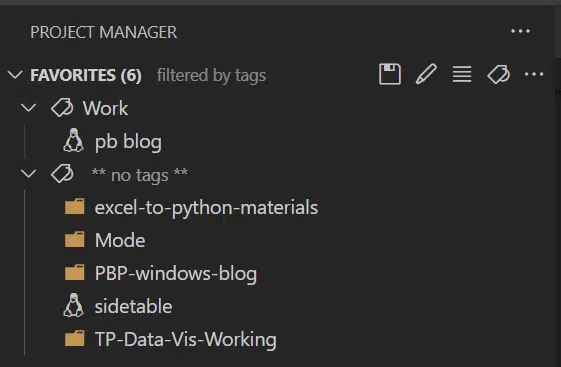 PROJECT MANAGER
FAVORITES (6) filtered by tags
Work
pb blog
** no tags **
excel-to-python-materials
Mode
PBP-windows-blog
sidetable
TP-Data-Vis-Working